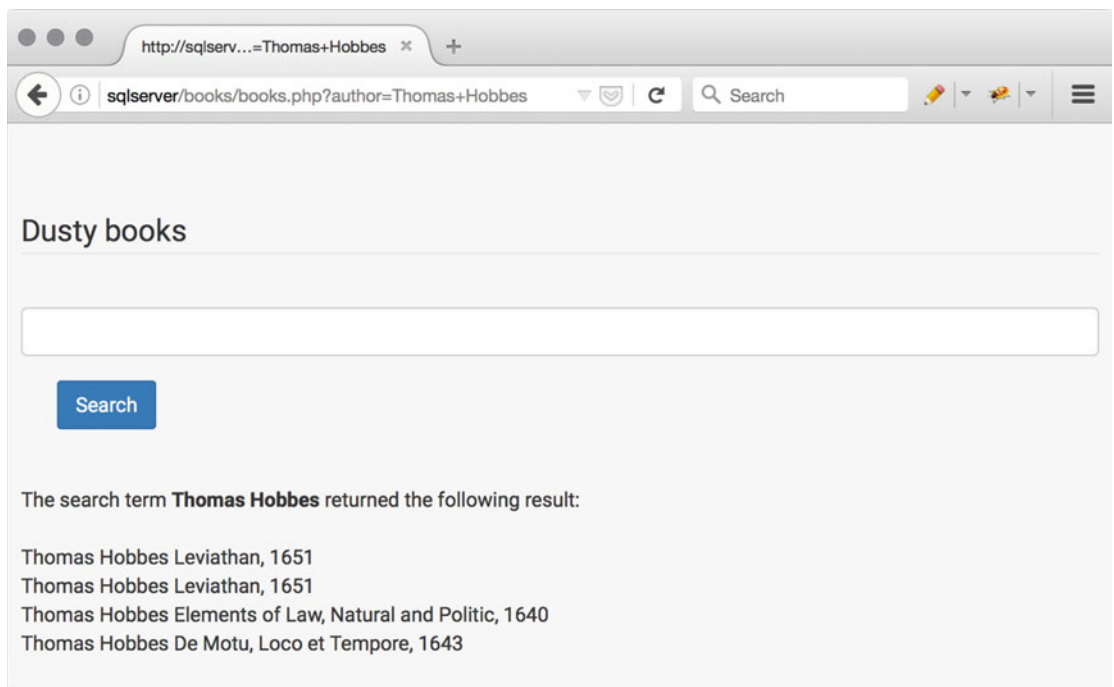 http://sqlserv...=Thomas+Hobbes
sqlserver/books/books.php?author=Thomas+Hobbes
Search
Dusty books
Search
The search term Thomas Hobbes returned the following result:
Thomas Hobbes Leviathan, 1651
Thomas Hobbes Leviathan, 1651
Thomas Hobbes Elements of Law, Natural and Politic, 1640
Thomas Hobbes De Motu, Loco et Tempore, 1643